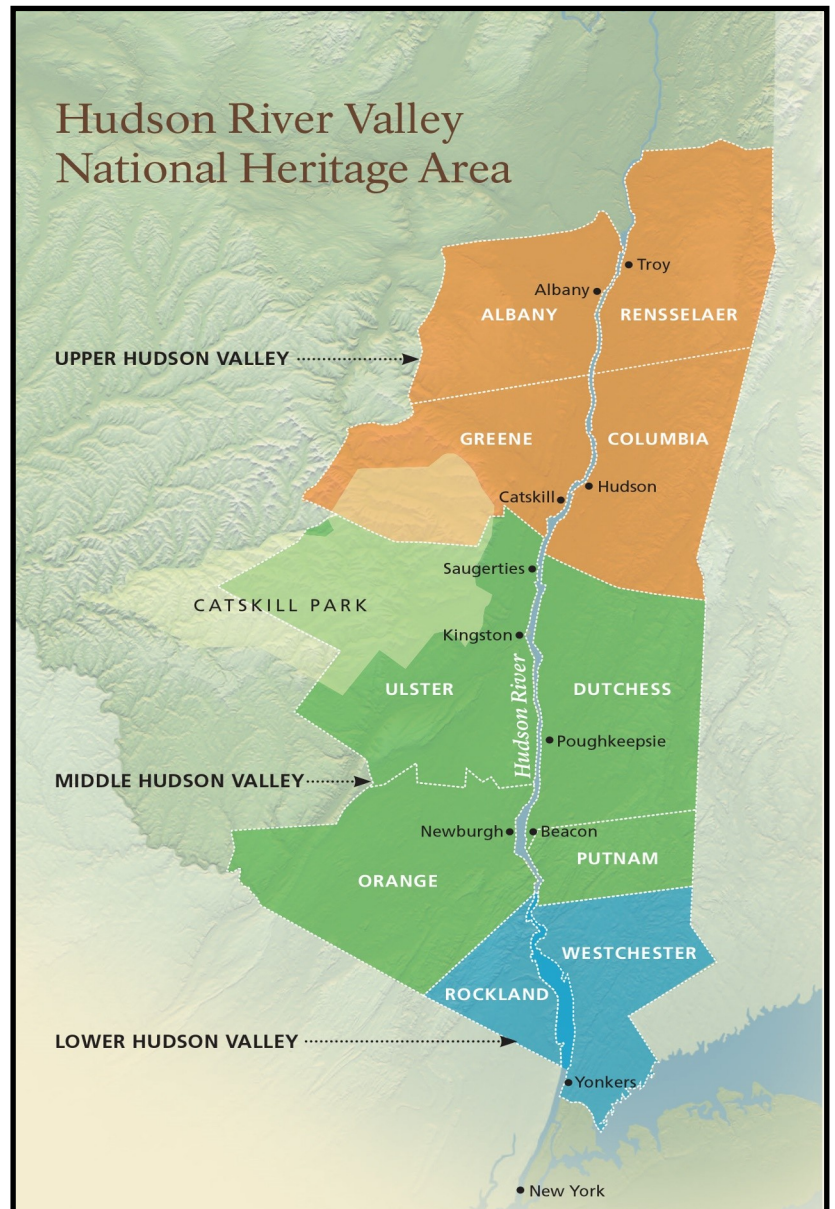 Hudson River Valley
National Heritage Area
Troy
Albany
ALBANY
RENSSELAER
UPPER HUDSON VALLEY
GREENE
COLUMBIA
Hudson
Catskill
Saugerties
CATSKILL PARK
Kingston
Hudson River
ULSTER
DUTCHESS
Poughkeepsie
MIDDLE HUDSON VALLEY
Newburgh
Beacon
PUTNAM
ORANGE
WESTCHESTER
ROCKLAND
LOWER HUDSON VALLEY
Yonkers
New York